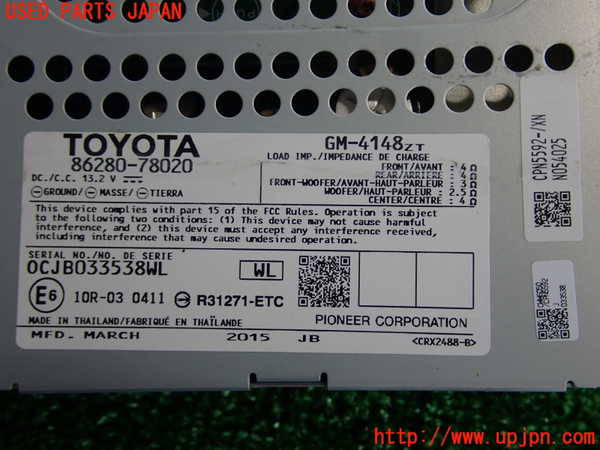 USED PARTS JAPAN
TOYOTA
86280-78020
DC./C.C. 13.2 V
GROUND/ MASSE/ TIERRA
GM-4148ZT
LOAD IMP./IMPEDANCE DE CHARGE
FRONT/AVANT : 4Ω
REAR/ARRIÈRE : 4Ω
FRONT-WOOFER/AVANT-HAUT-PARLEUR : 3Ω
WOOFER/HAUT-PARLEUR : 2.5Ω
CENTER/CENTRE : 4Ω
This device complies with part 15 of the FCC Rules. Operation is subject
to the following two conditions: (1) This device may not cause harmful
interference, and (2) this device must accept any interference received,
including interference that may cause undesired operation.
SERIAL NO./NO. DE SERIE
OCJB033538WL
WL
E6 10R-03 0411 R31271-ETC
MADE IN THAILAND/FABRIQUÉ EN THAÏLANDE
PIONEER CORPORATION
MFD. MARCH 2015 JB
<CRX2488-B>
CPN5592-/XN
N054025
J
033538
http://www.upjpn.com/